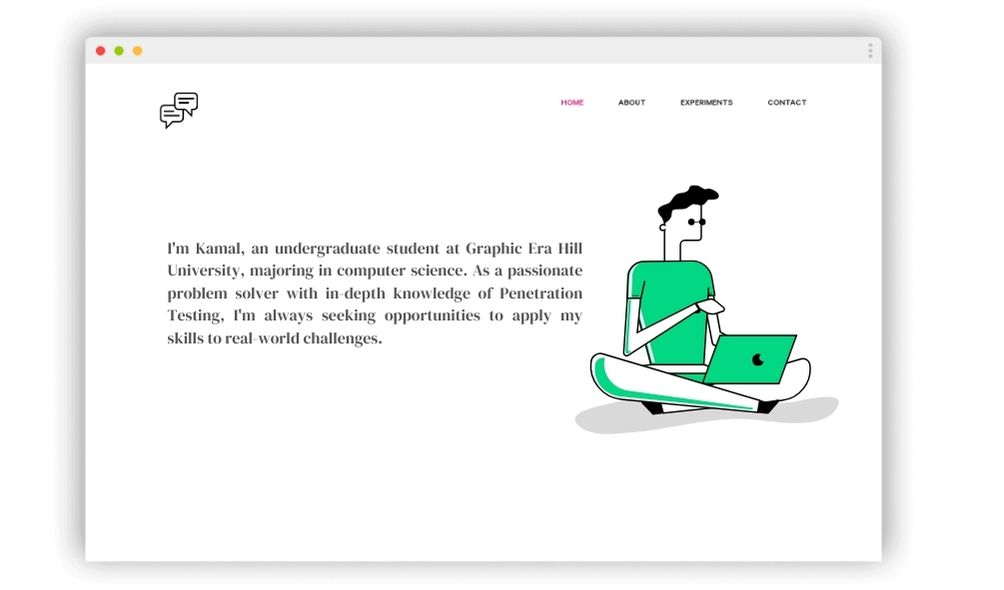 HOME ABOUT EXPERIMENTS CONTACT
I'm Kamal, an undergraduate student at Graphic Era Hill
University, majoring in computer science. As a passionate
problem solver with in-depth knowledge of Penetration
Testing, I'm always seeking opportunities to apply my
skills to real-world challenges.